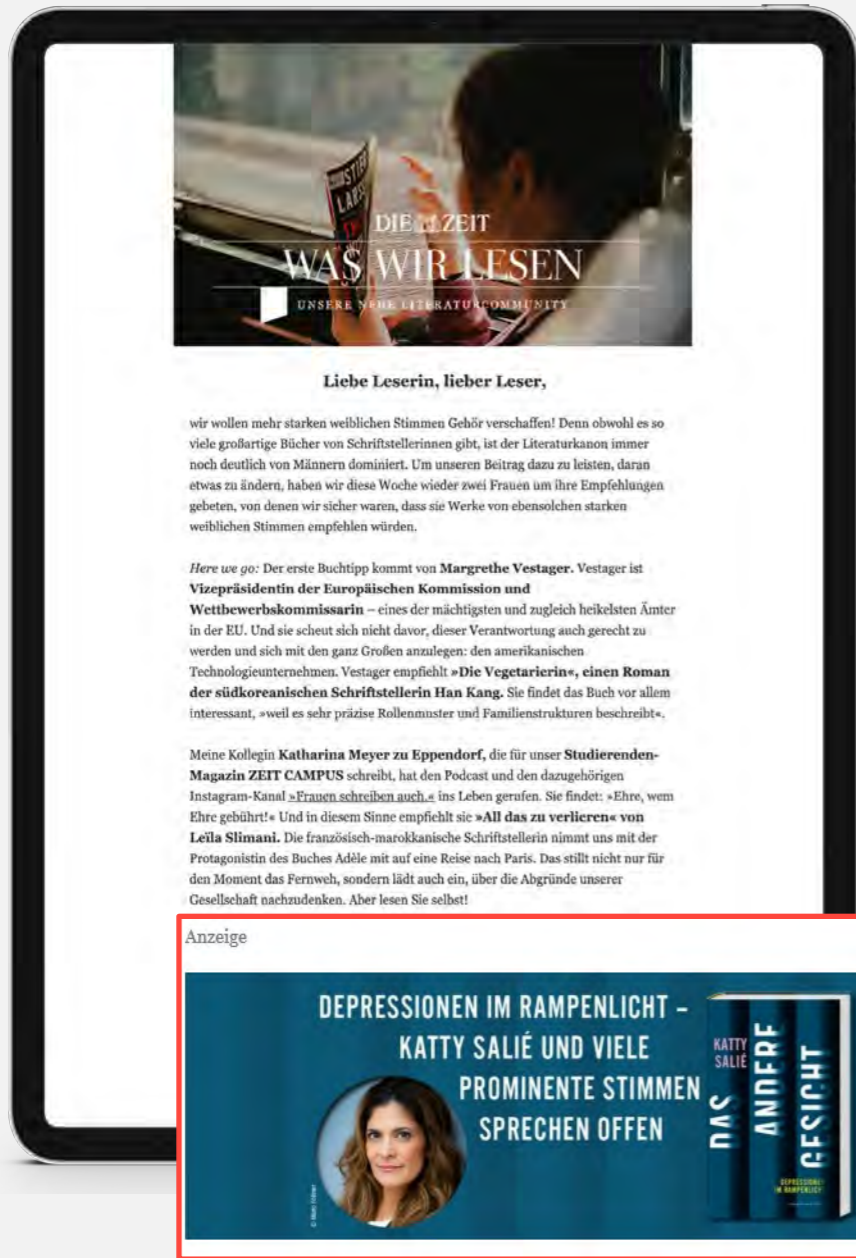 STIEG
LARSS
DIE ZEIT
WAS WIR LESEN
UNSERE NEUE LITERATURCOMMUNITY
Liebe Leserin, lieber Leser,
wir wollen mehr starken weiblichen Stimmen Gehör verschaffen! Denn obwohl es so
viele großartige Bücher von Schriftstellerinnen gibt, ist der Literaturkanon immer
noch deutlich von Männern dominiert. Um unseren Beitrag dazu zu leisten, daran
etwas zu ändern, haben wir diese Woche wieder zwei Frauen um ihre Empfehlungen
gebeten, von denen wir sicher waren, dass sie Werke von ebensolchen starken
weiblichen Stimmen empfehlen würden.
Here we go: Der erste Buchtipp kommt von Margrethe Vestager. Vestager ist
Vizepräsidentin der Europäischen Kommission und
Wettbewerbskommissarin – eines der mächtigsten und zugleich heikelsten Ämter
in der EU. Und sie scheut sich nicht davor, dieser Verantwortung auch gerecht zu
werden und sich mit den ganz Großen anzulegen: den amerikanischen
Technologieunternehmen. Vestager empfiehlt »Die Vegetarierin«, einen Roman
der südkoreanischen Schriftstellerin Han Kang. Sie findet das Buch vor allem
interessant, »weil es sehr präzise Rollenmuster und Familienstrukturen beschreibt«.
Meine Kollegin Katharina Meyer zu Eppendorf, die für unser Studierenden-
Magazin ZEIT CAMPUS schreibt, hat den Podcast und den dazugehörigen
Instagram-Kanal »Frauen schreiben auch.« ins Leben gerufen. Sie findet: »Ehre, wem
Ehre gebührt!« Und in diesem Sinne empfiehlt sie »All das zu verlieren« von
Leïla Slimani. Die französisch-marokkanische Schriftstellerin nimmt uns mit der
Protagonistin des Buches Adèle mit auf eine Reise nach Paris. Das stillt nicht nur für
den Moment das Fernweh, sondern lädt auch ein, über die Abgründe unserer
Gesellschaft nachzudenken. Aber lesen Sie selbst!
Anzeige
DEPRESSIONEN IM RAMPENLICHT –
KATTY SALIÉ UND VIELE
PROMINENTE STIMMEN
SPRECHEN OFFEN
KATTY
SALIÉ
DAS
ANDERE
GESICHT
DEPRESSIONEN
IM RAMPENLICHT